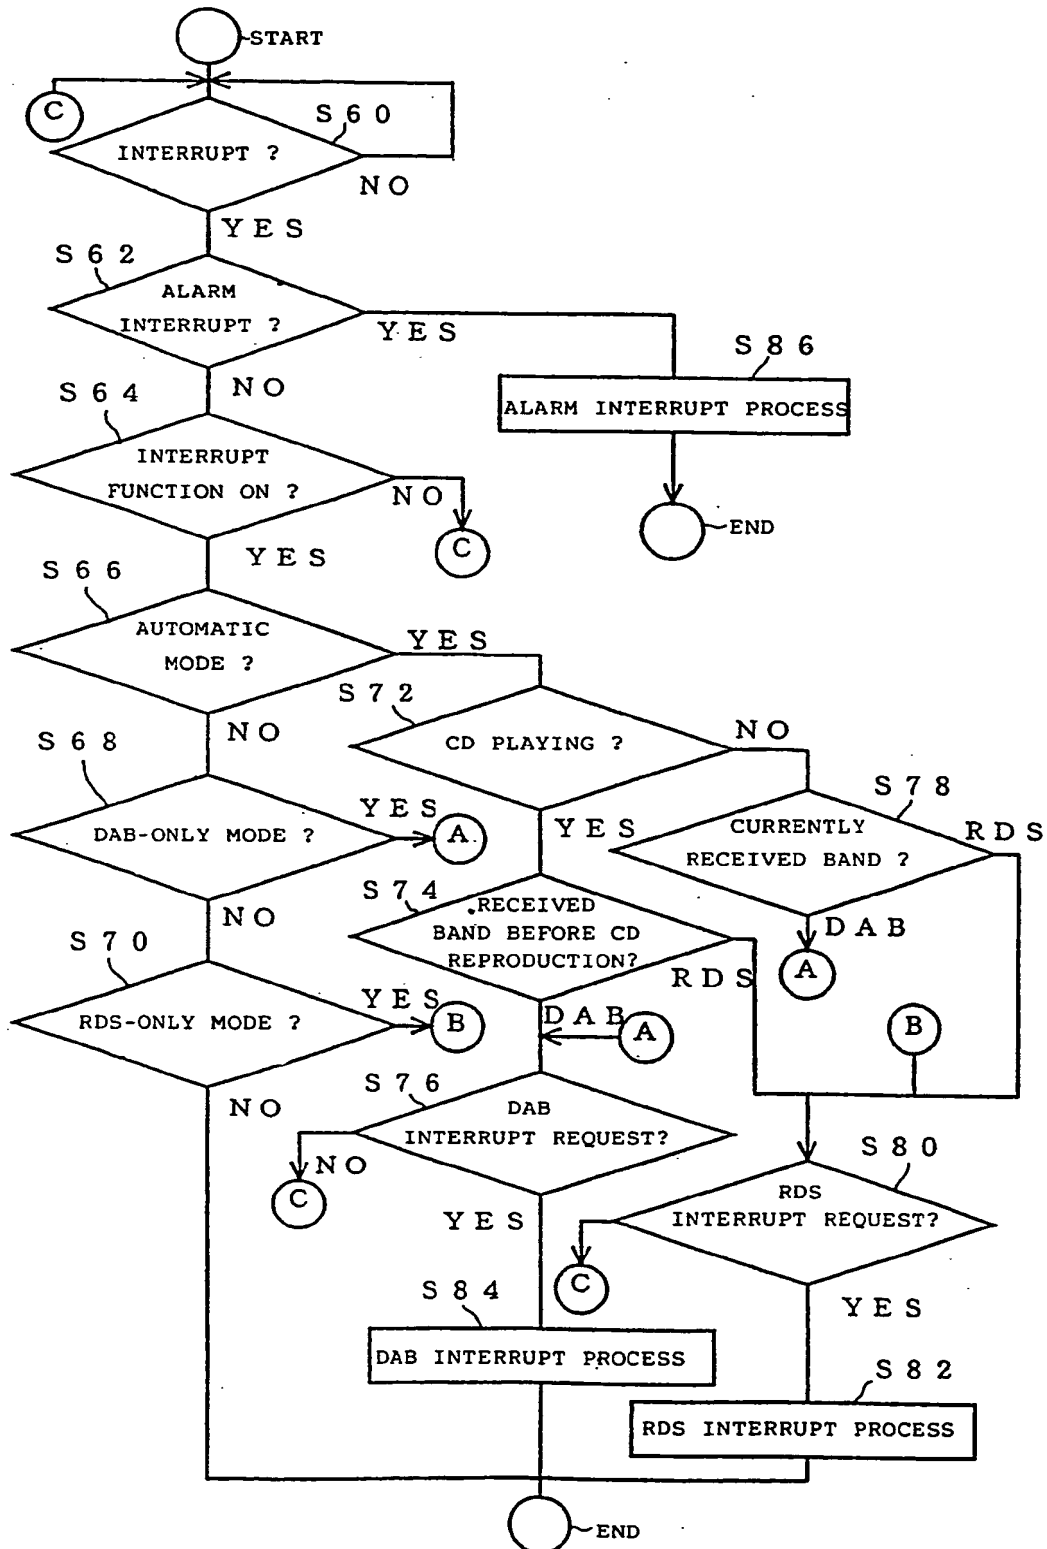 START
C
S60
INTERRUPT ?
NO
YES
S62
ALARM
INTERRUPT ?
YES
S86
NO
ALARM INTERRUPT PROCESS
S64
INTERRUPT
FUNCTION ON ?
NO
C
END
YES
S66
AUTOMATIC
MODE ?
YES
S72
NO
CD PLAYING ?
NO
S68
S78
DAB-ONLY MODE ?
YES
A
YES
CURRENTLY
RECEIVED BAND ?
RDS
S74
NO
RECEIVED
BAND BEFORE CD
REPRODUCTION?
RDS
DAB
A
S70
RDS-ONLY MODE ?
YES
B
DAB
A
B
S76
NO
DAB
INTERRUPT REQUEST?
NO
C
S80
RDS
INTERRUPT REQUEST?
YES
C
S84
YES
DAB INTERRUPT PROCESS
S82
RDS INTERRUPT PROCESS
END